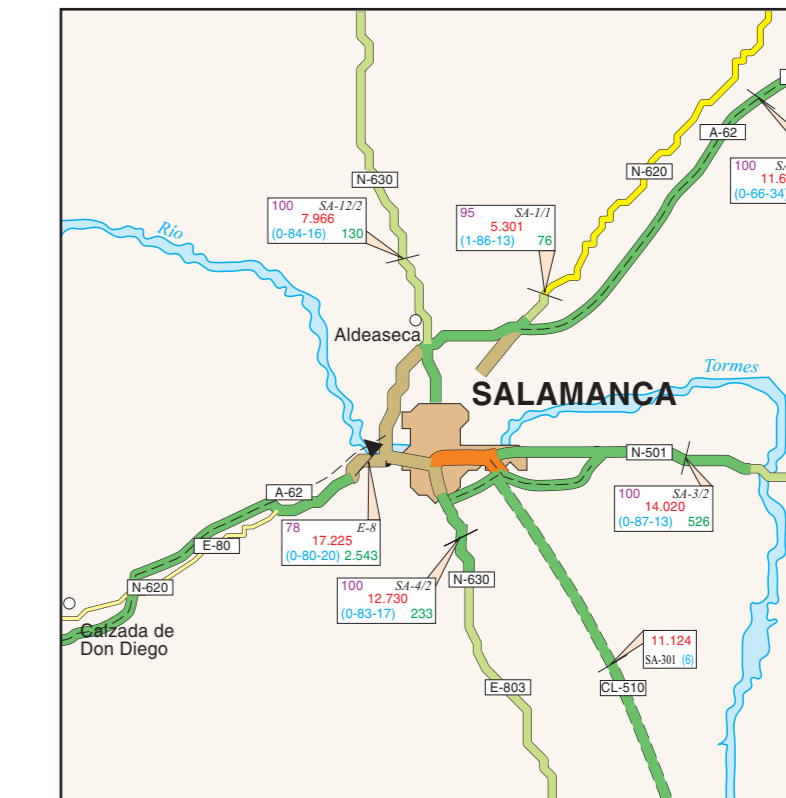 A-62
N-620
N-630
100 SA
11.6
(0-66-34)
100 SA-12/2
7.966
(0-84-16) 130
95 SA-1/1
5.301
(1-86-13) 76
Río
Aldeaseca
Tormes
SALAMANCA
N-501
A-62
100 SA-3/2
14.020
(0-87-13) 526
78 E-8
17.225
(0-80-20) 2.543
E-80
N-620
100 SA-4/2
12.730
(0-83-17) 233
N-630
Calzada de
Don Diego
11.124
SA-301 (6)
E-803
CL-510